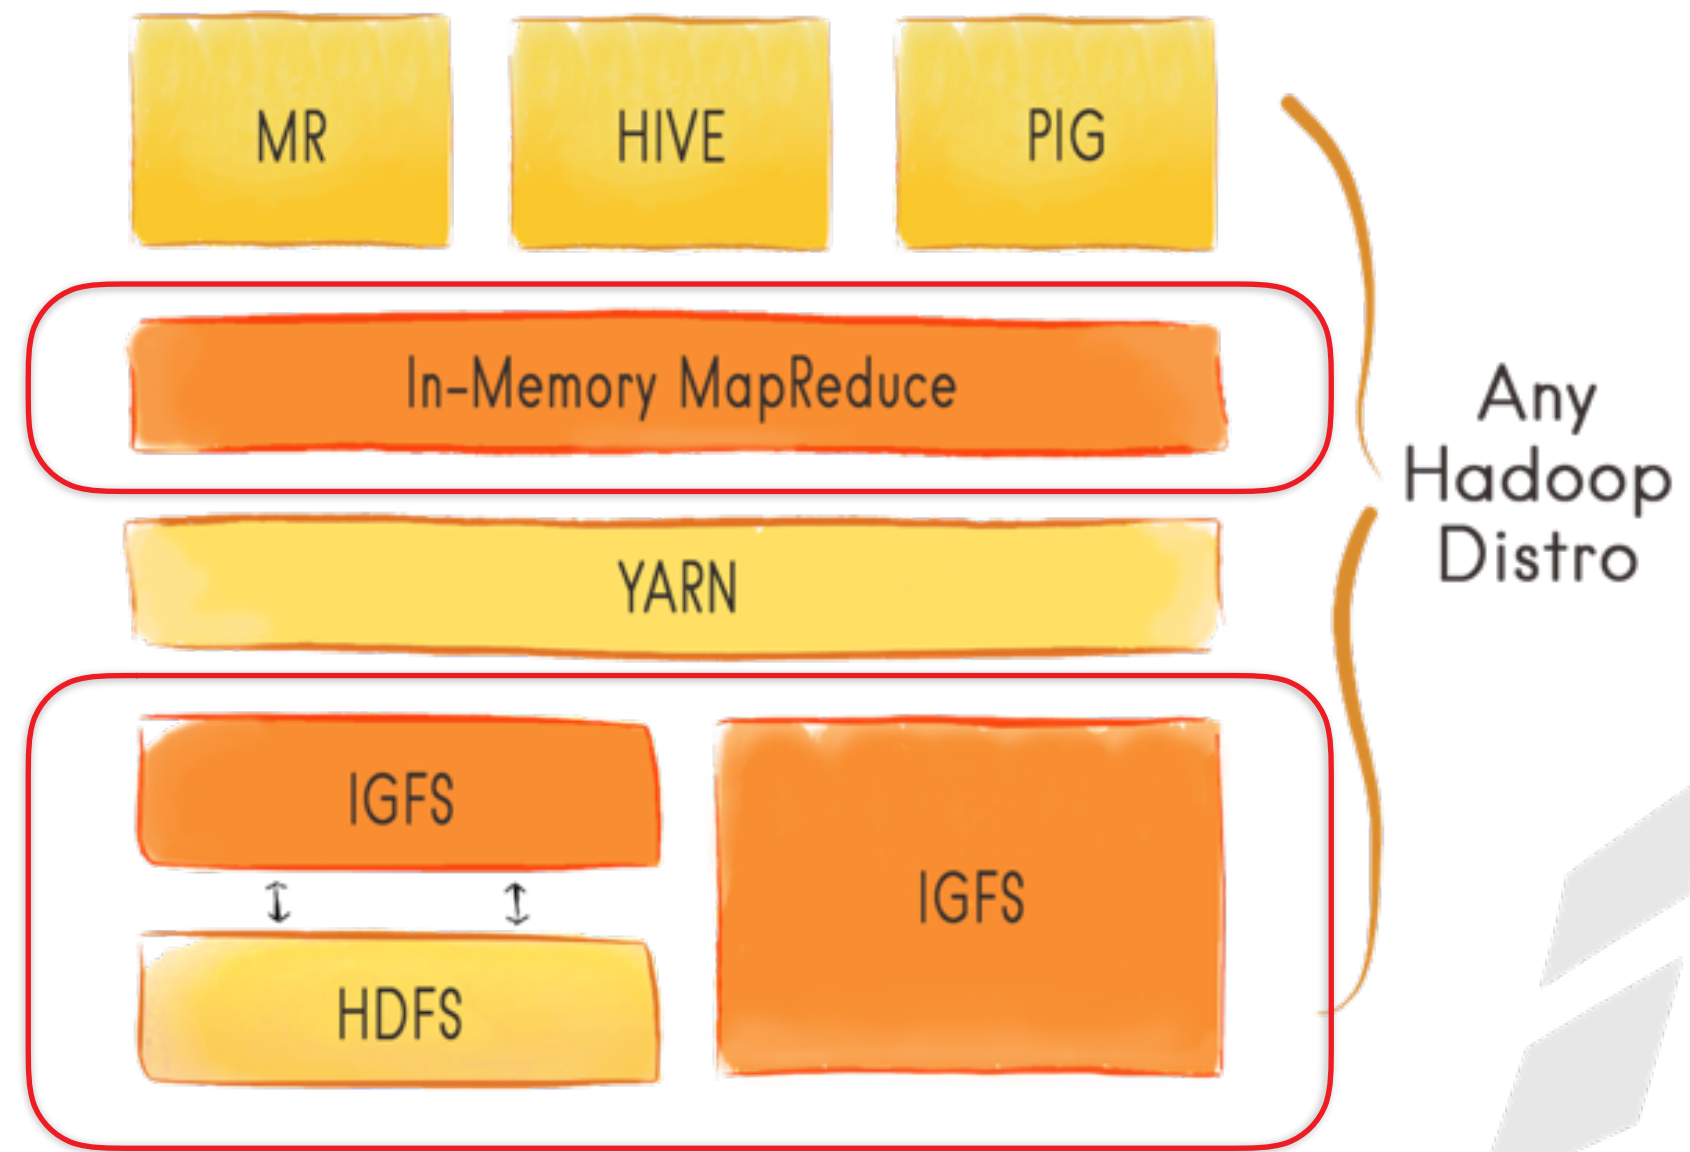 MR
HIVE
PIG
In-Memory MapReduce
Any
Hadoop
Distro
YARN
IGFS
IGFS
HDFS